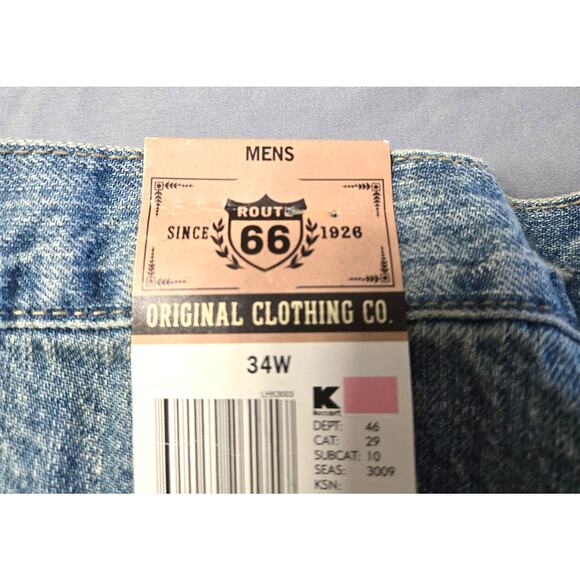 MENS
ROUTE
SINCE 66 1926
ORIGINAL CLOTHING CO.
34W
K
DEPT: 46
CAT: 29
SUBCAT: 10
SEAS: 3009
KSN: